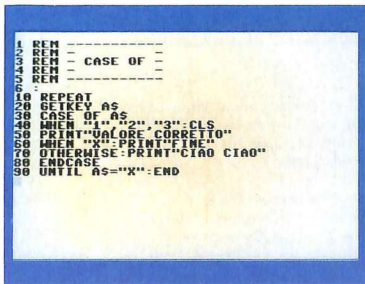 1 REM ------------
2 REM -          -
3 REM - CASE OF -
4 REM -          -
5 REM ------------
6 :
10 REPEAT
20 GETKEY A$
30 CASE OF A$
40 WHEN "1","2","3":CLS
50 PRINT"VALORE CORRETTO"
60 WHEN "X":PRINT"FINE"
70 OTHERWISE:PRINT"CIAO CIAO"
80 ENDCASE
90 UNTIL A$="X":END